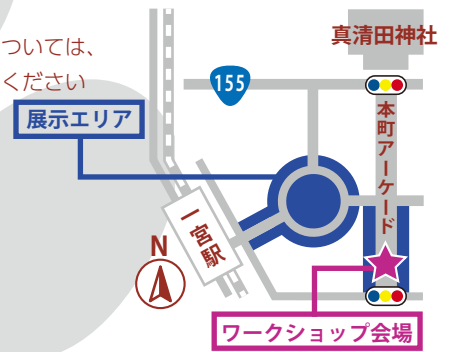 ついては、
ください
真清田神社
155
展示エリア
本町アーケード
一宮駅
N
ワークショップ会場